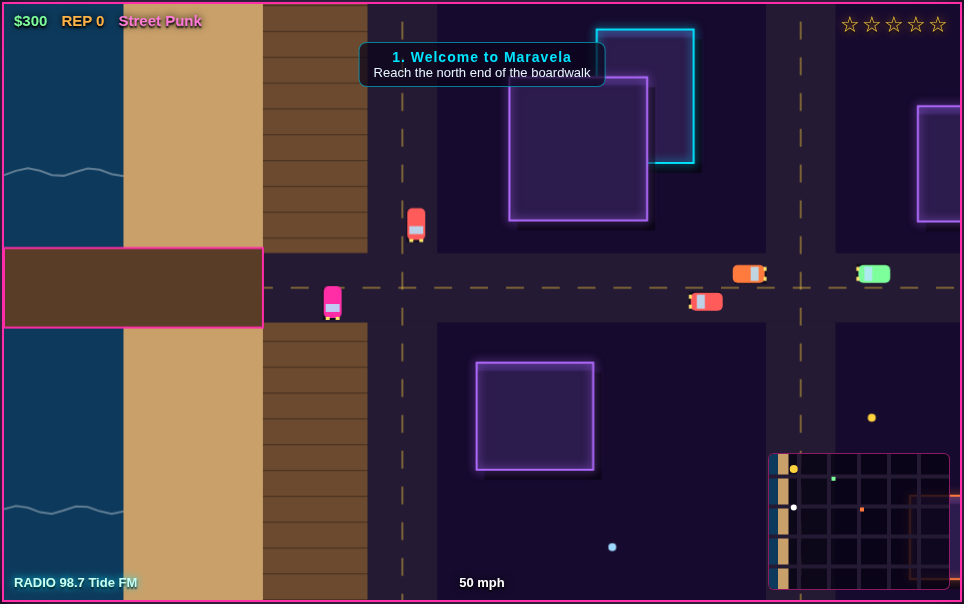 $300 REP 0 Street Punk
☆☆☆☆☆
1. Welcome to Maravela
Reach the north end of the boardwalk
RADIO 98.7 Tide FM
50 mph